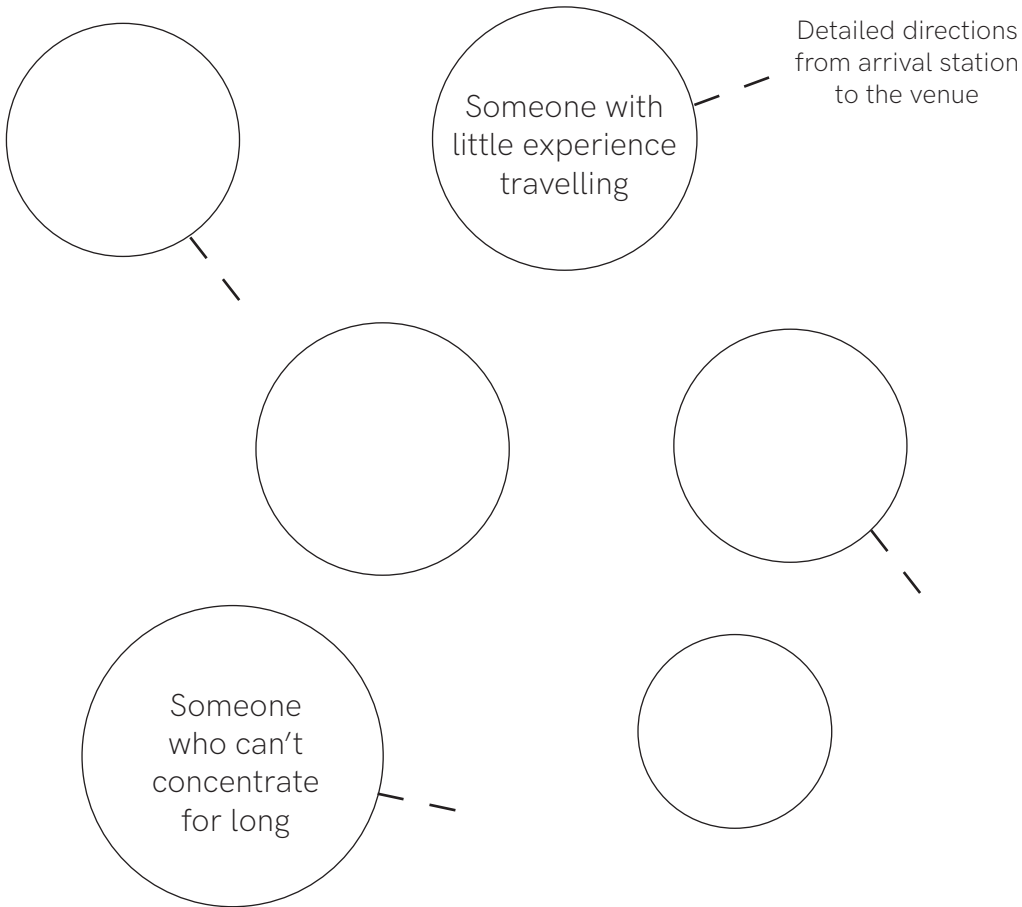 Someone with
little experience
travelling
Detailed directions
from arrival station
to the venue
Someone
who can’t
concentrate
for long